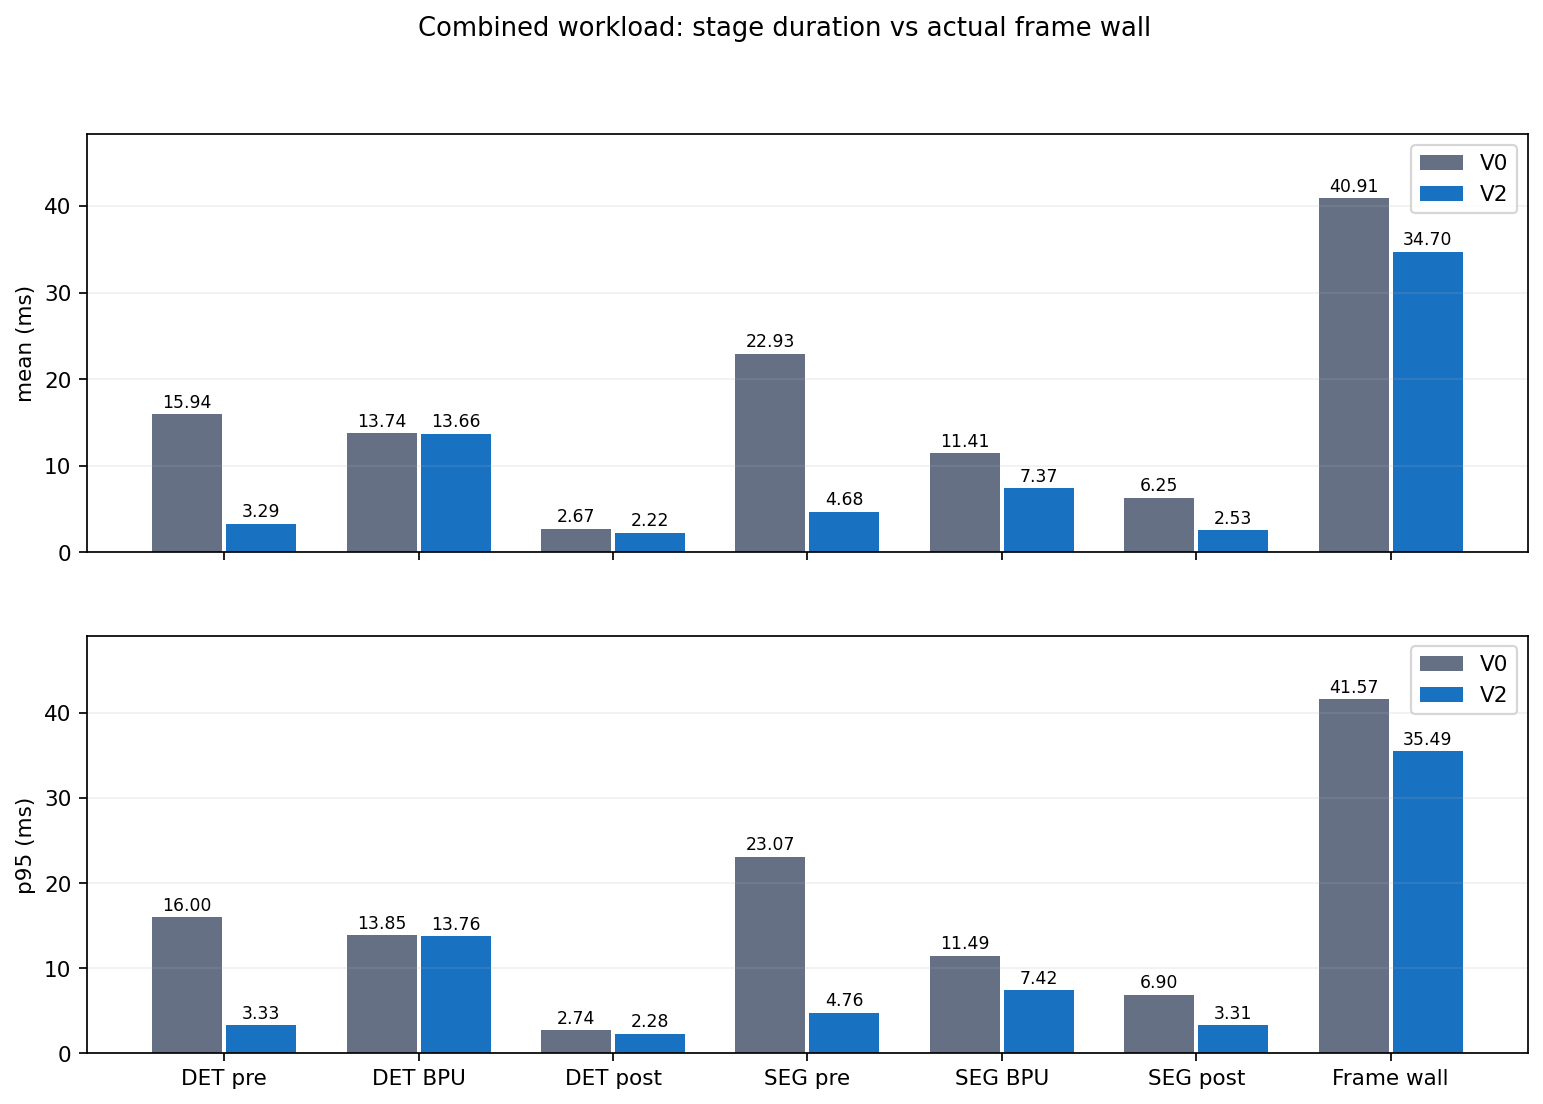 Combined workload: stage duration vs actual frame wall
mean (ms)
40
30
20
10
0
V0
V2
15.94
3.29
13.74
13.66
2.67
2.22
22.93
4.68
11.41
7.37
6.25
2.53
40.91
34.70
p95 (ms)
40
30
20
10
0
V0
V2
16.00
3.33
13.85
13.76
2.74
2.28
23.07
4.76
11.49
7.42
6.90
3.31
41.57
35.49
DET pre
DET BPU
DET post
SEG pre
SEG BPU
SEG post
Frame wall